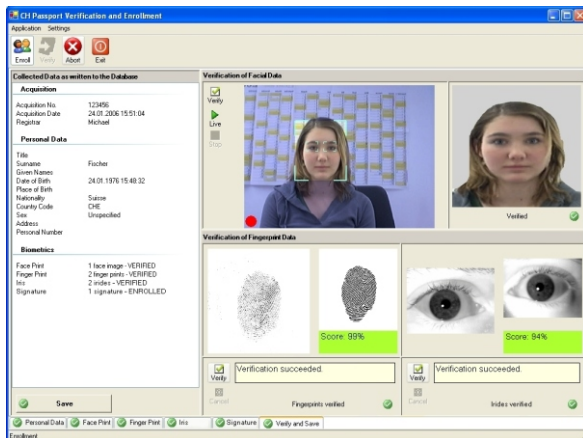 CH Passport Verification and Enrollment
Application Settings
Enroll Verify Abort Exit
Collected Data as written to the Database
Acquisition
Acquisition No. 123456
Acquisition Date 24.01.2006 15:51:04
Registrar Michael
Personal Data
Title
Surname Fischer
Given Names
Date of Birth 24.01.1976 15:48:32
Place of Birth
Nationality Suisse
Country Code CHE
Sex Unspecified
Address
Personal Number
Biometrics
Face Print 1 face image - VERIFIED
Finger Print 2 finger prints - VERIFIED
Iris 2 irides - VERIFIED
Signature 1 signature - ENROLLED
Save
Verification of Facial Data
Verify
Live
Stop
Verified
Verification of Fingerprint Data
Score: 99%
Score: 94%
Verify
Verification succeeded.
Cancel
Fingerprints verified
Verify
Verification succeeded.
Cancel
Irides verified
Personal Data Face Print Finger Print Iris Signature Verify and Save
Enrollment